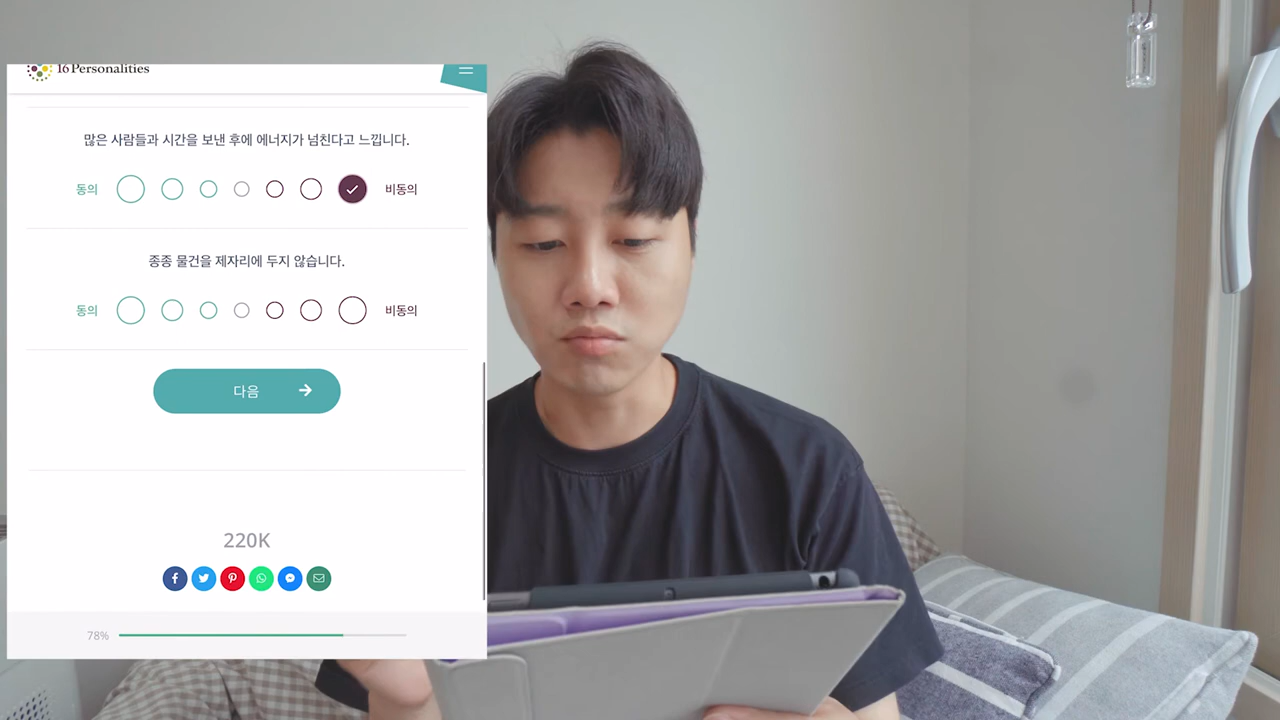 16Personalities
많은 사람들과 시간을 보낸 후에 에너지가 넘친다고 느낍니다.
동의 비동의
종종 물건을 제자리에 두지 않습니다.
동의 비동의
다음
220K
78%